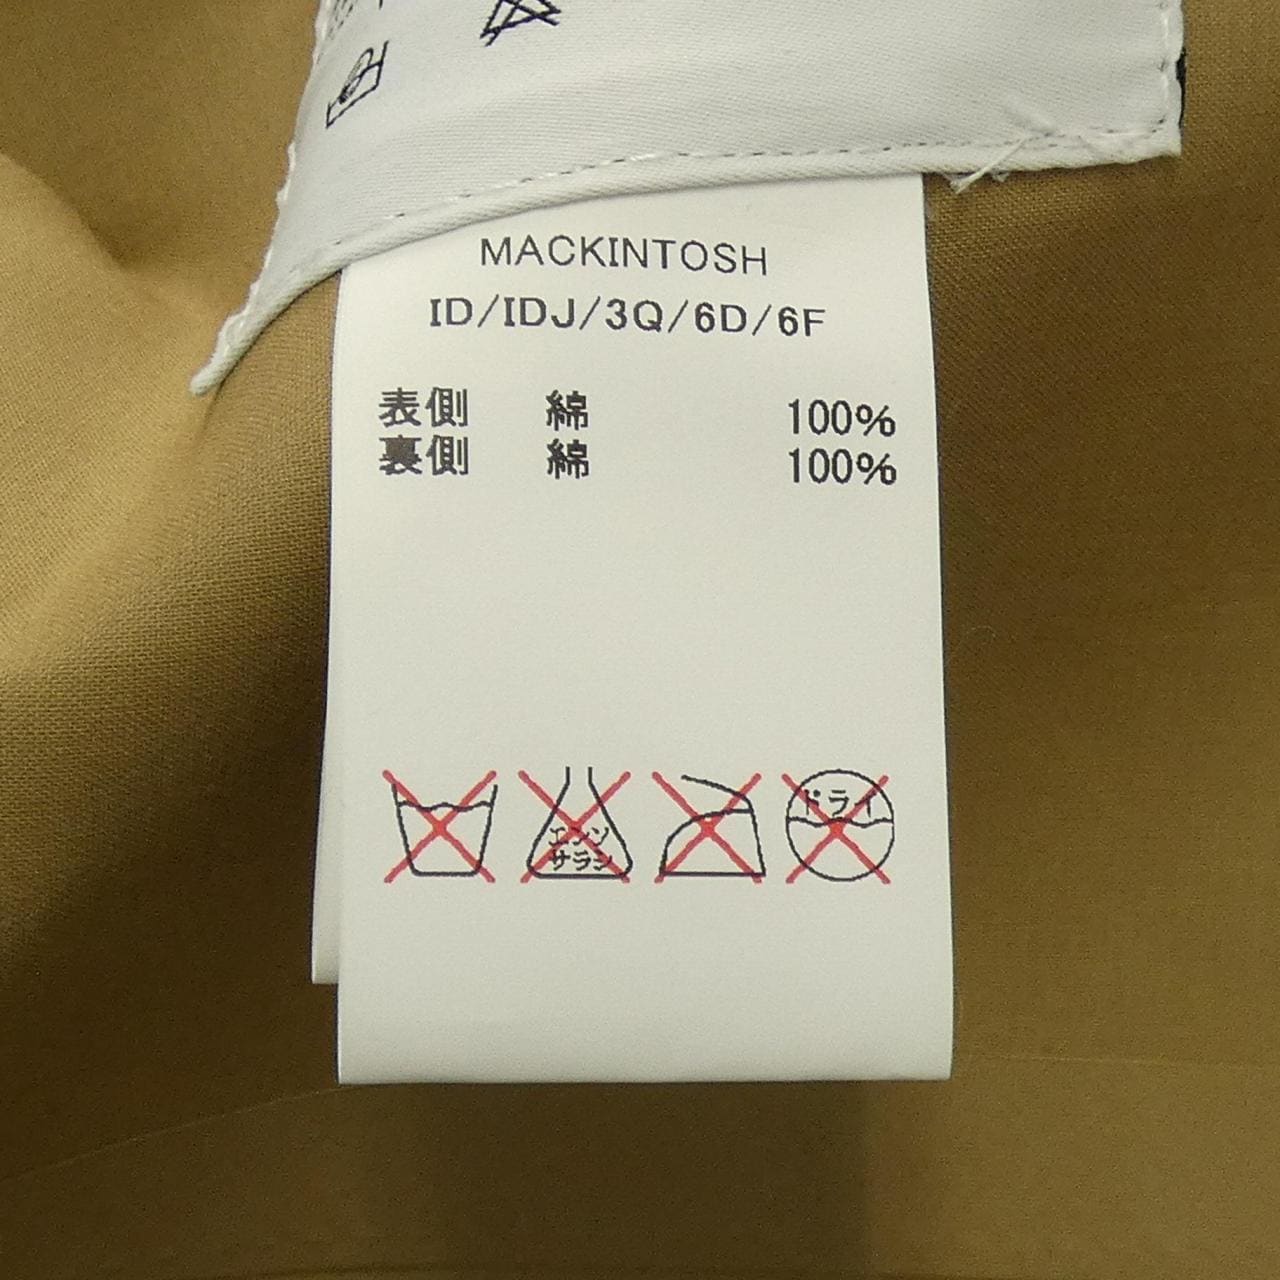 MACKINTOSH
ID/IDJ/3Q/6D/6F
表側 綿 100%
裏側 綿 100%
エンソ
サラシ
ドライ